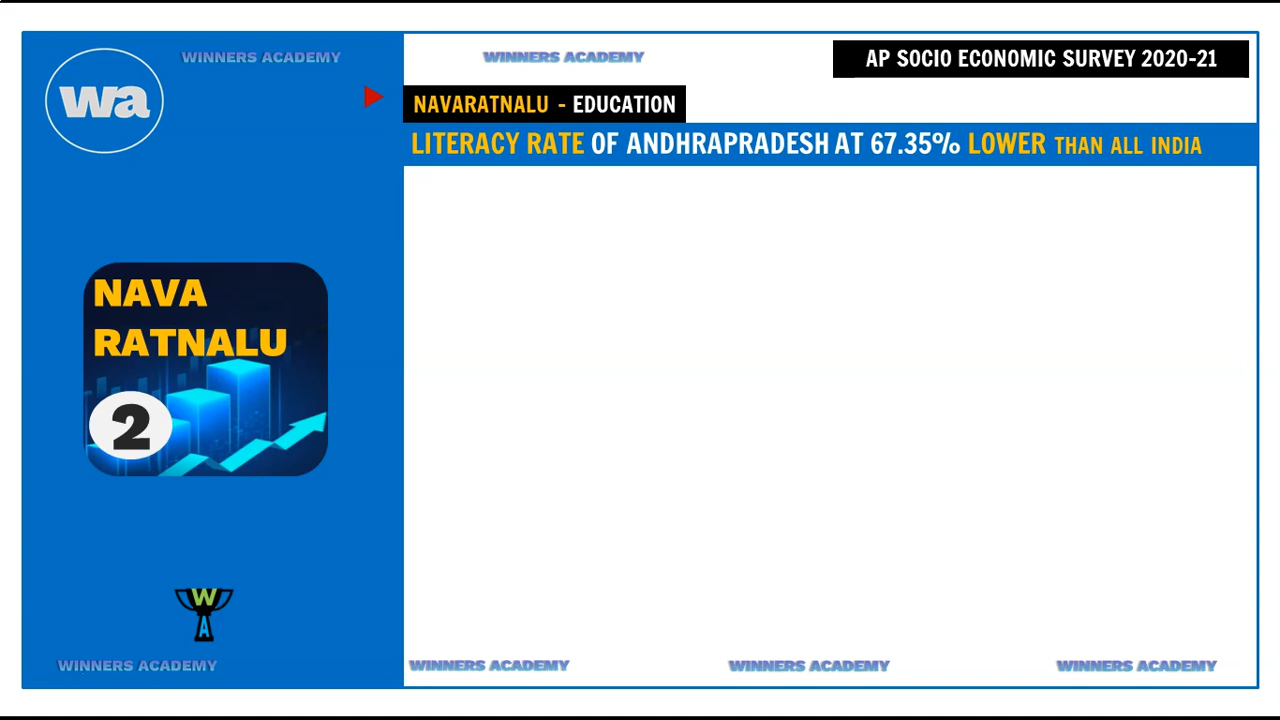 WINNERS ACADEMY
WINNERS ACADEMY
AP SOCIO ECONOMIC SURVEY 2020-21
wa
NAVARATNALU - EDUCATION
LITERACY RATE OF ANDHRAPRADESH AT 67.35% LOWER THAN ALL INDIA
NAVA
RATNALU
2
W
A
WINNERS ACADEMY
WINNERS ACADEMY
WINNERS ACADEMY
WINNERS ACADEMY